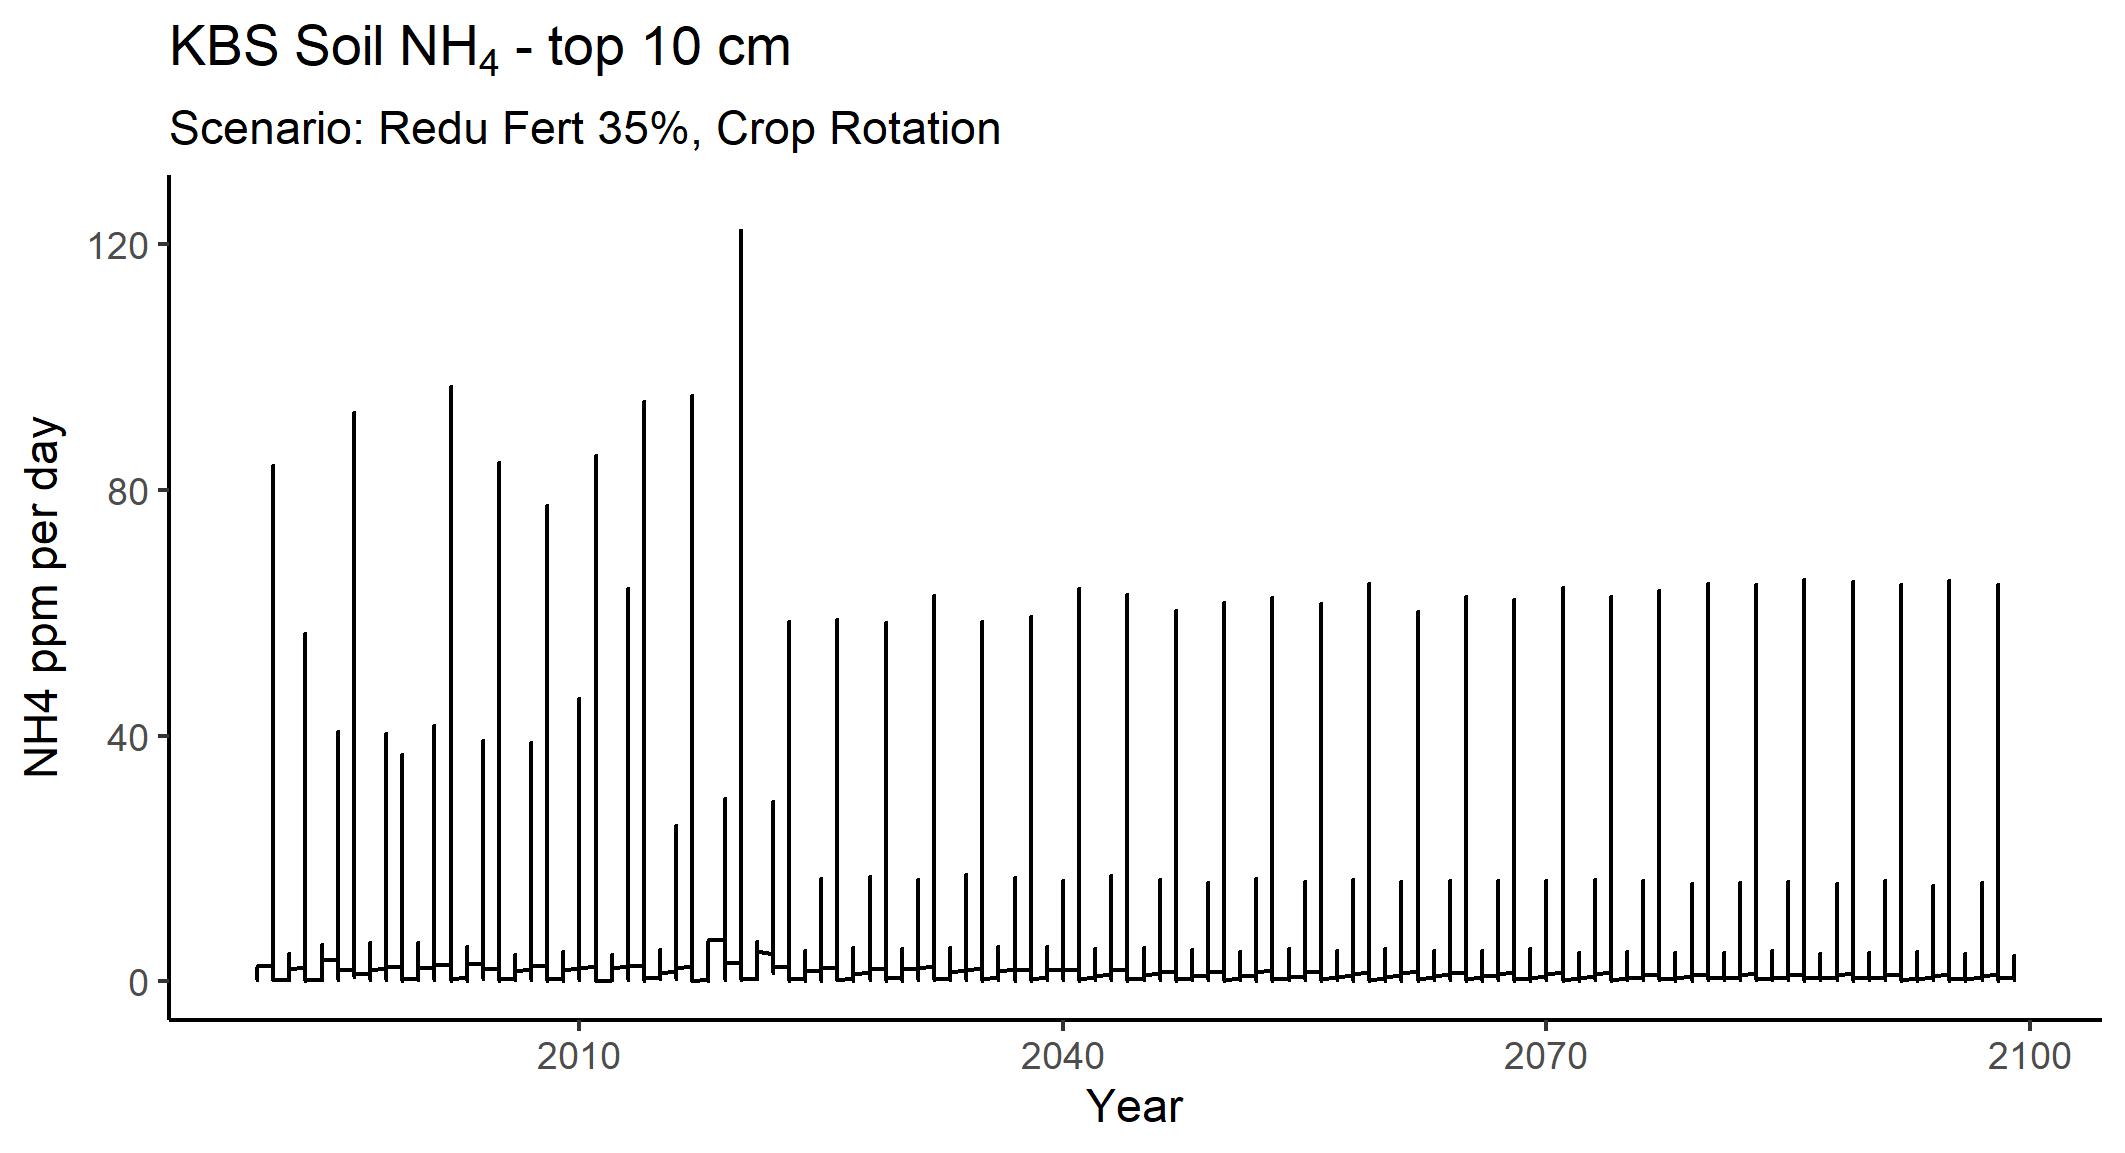 KBS Soil NH₄ - top 10 cm
Scenario: Redu Fert 35%, Crop Rotation
NH4 ppm per day
120
80
40
0
2010 2040 2070 2100
Year